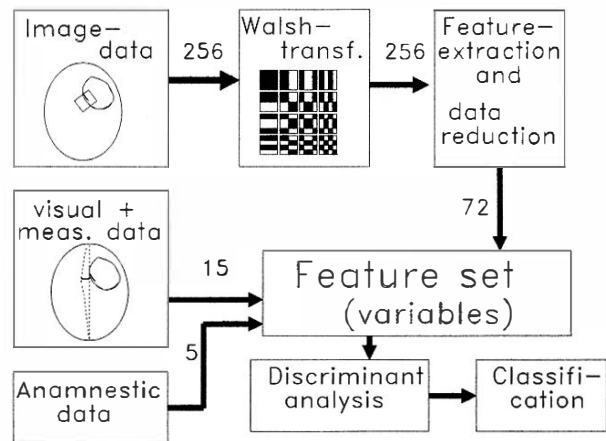 Image-
data
256
Walsh-
transf.
256
Feature-
extraction
and
data
reduction
72
visual +
meas. data
15
Feature set
(variables)
5
Anamnestic
data
Discriminant
analysis
Classifi-
cation